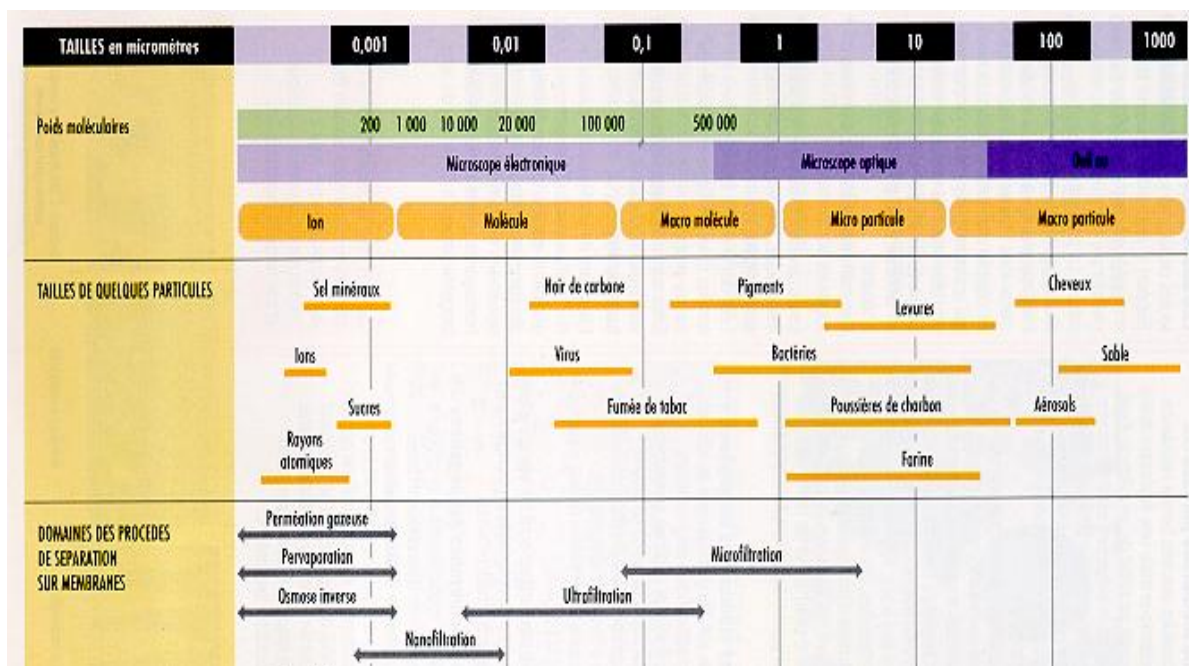 TAILLES en micromètres 0,001 0,01 0,1 1 10 100 1000
Poids moléculaires 200 1 000 10 000 20 000 100 000 500 000
Microscope électronique Microscope optique
Ion Molécule Macro molécule Micro particule Macro particule
TAILLES DE QUELQUES PARTICULES Sel minéraux Noir de carbone Pigments Cheveux
Levures
Ions Virus Bactéries Sable
Sucres Fumée de tabac Poussières de charbon Aérosols
Rayons
atomiques Farine
DOMAINES DES PROCEDES
DE SEPARATION
SUR MEMBRANES
Perméation gazeuse
Pervaporation Microfiltration
Osmose inverse Ultrafiltration
Nanofiltration